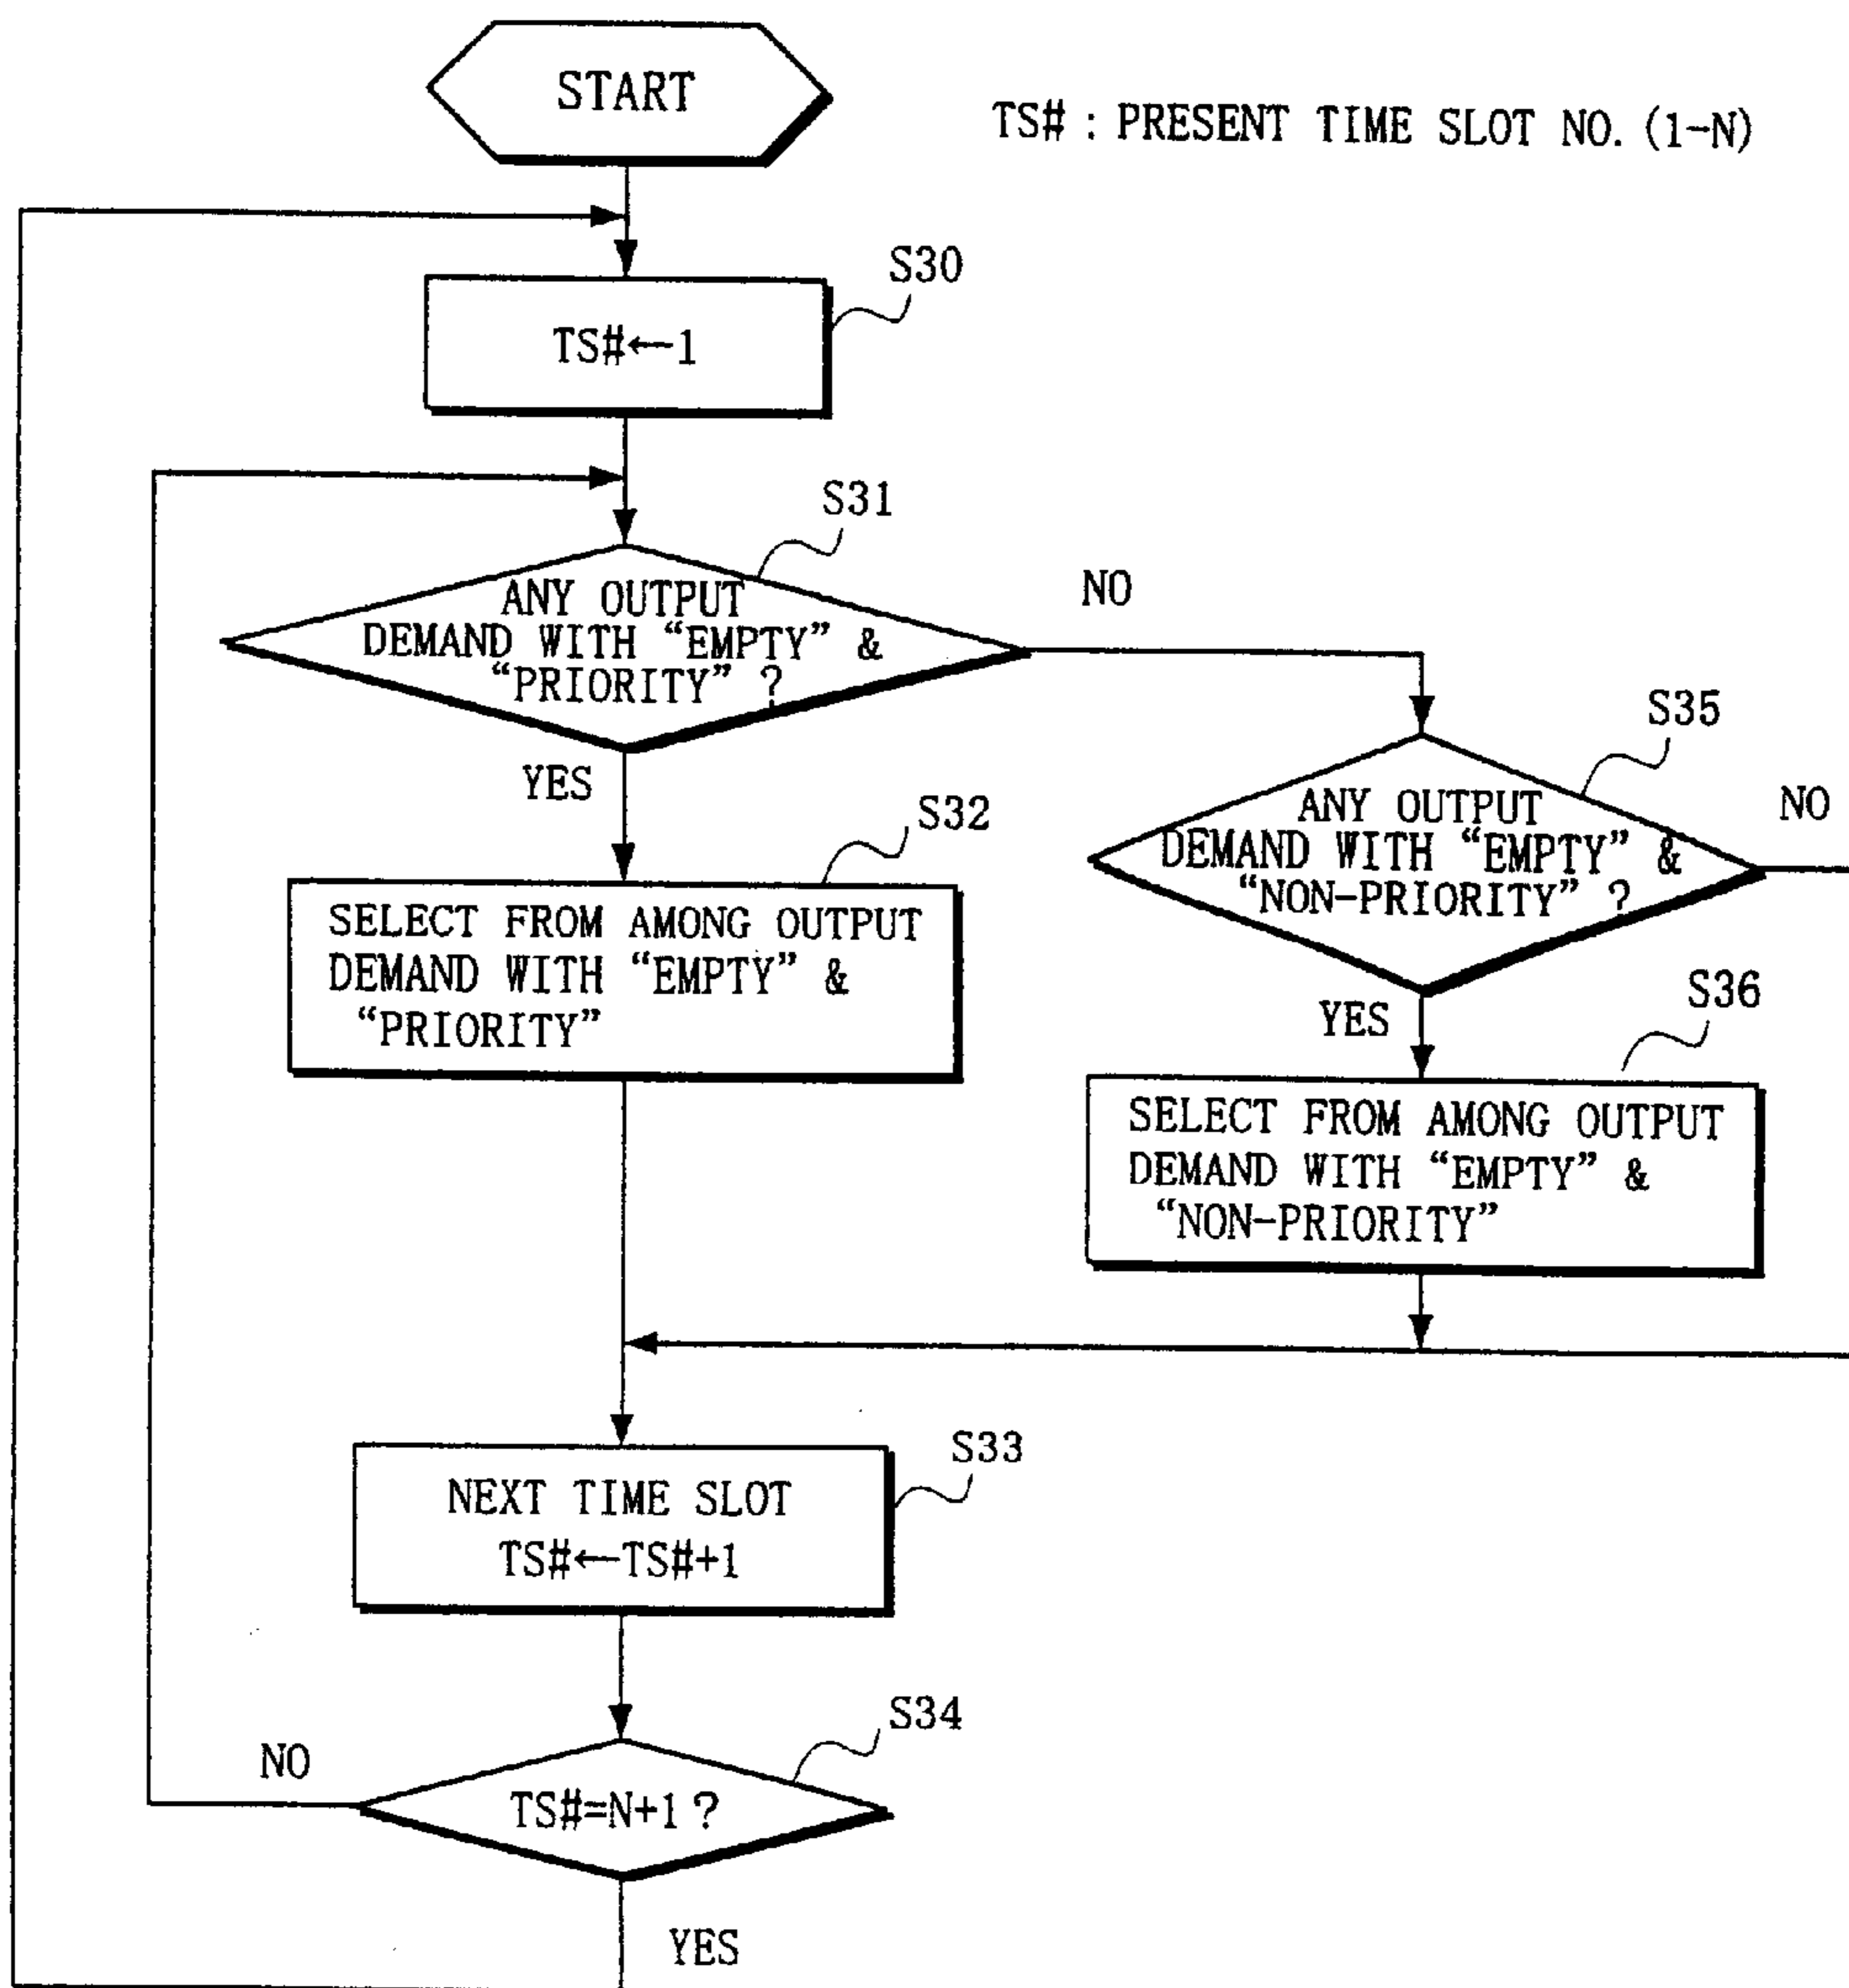 START
TS# : PRESENT TIME SLOT NO. (1-N)
S30
TS#←1
S31
ANY OUTPUT
DEMAND WITH “EMPTY” &
“PRIORITY” ?
NO
YES
S32
SELECT FROM AMONG OUTPUT
DEMAND WITH “EMPTY” &
“PRIORITY”
S35
ANY OUTPUT
DEMAND WITH “EMPTY” &
“NON-PRIORITY” ?
NO
YES
S36
SELECT FROM AMONG OUTPUT
DEMAND WITH “EMPTY” &
“NON-PRIORITY”
S33
NEXT TIME SLOT
TS#←TS#+1
S34
TS#=N+1 ?
NO
YES